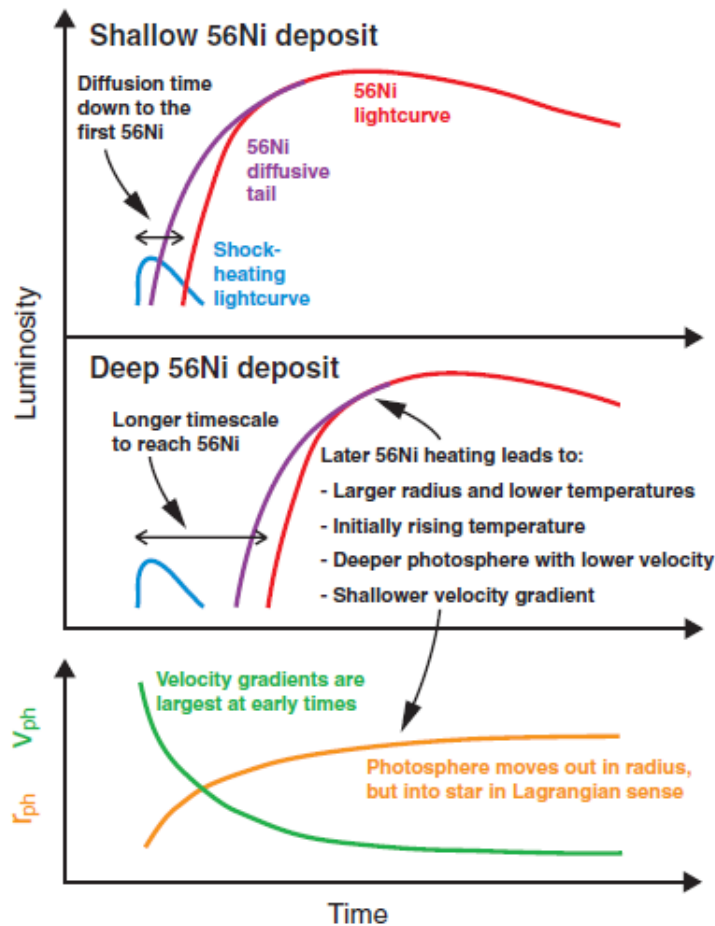 Shallow 56Ni deposit
Diffusion time
down to the
first 56Ni
56Ni
lightcurve
56Ni
diffusive
tail
Shock-
heating
lightcurve
Luminosity
Deep 56Ni deposit
Longer timescale
to reach 56Ni
Later 56Ni heating leads to:
- Larger radius and lower temperatures
- Initially rising temperature
- Deeper photosphere with lower velocity
- Shallower velocity gradient
Velocity gradients are
largest at early times
rph vph
Photosphere moves out in radius,
but into star in Lagrangian sense
Time